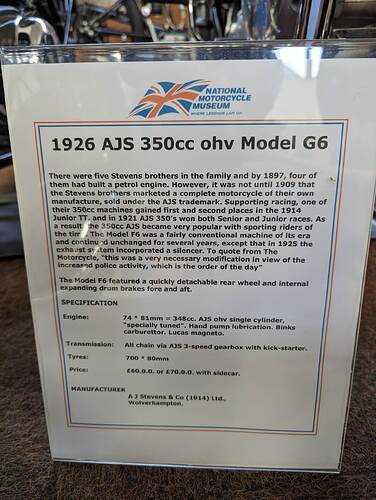 NATIONAL
MOTORCYCLE
MUSEUM
WHERE LEGENDS LIVE ON
1926 AJS 350cc ohv Model G6
There were five Stevens brothers in the family and by 1897, four of
them had built a petrol engine. However, it was not until 1909 that
the Stevens brothers marketed a complete motorcycle of their own
manufacture, sold under the AJS trademark. Supporting racing, one of
their 350cc machines gained first and second places in the 1914
Junior TT. and in 1921 AJS 350's won both Senior and Junior races. As
a result the 350cc AJS became very popular with sporting riders of
the time. The Model F6 was a fairly conventional machine of its era
and continued unchanged for several years, except that in 1925 the
exhaust system incorporated a silencer. To quote from The
Motorcycle, "this was a very necessary modification in view of the
increased police activity, which is the order of the day"
The Model F6 featured a quickly detachable rear wheel and internal
expanding drum brakes fore and aft.
SPECIFICATION
Engine: 74 * 81mm = 348cc. AJS ohv single cylinder,
"specially tuned". Hand pump lubrication. Binks
carburettor. Lucas magneto.
Transmission: All chain via AJS 3-speed gearbox with kick-starter.
Tyres: 700 * 80mm
Price: £60.0.0. or £70.0.0. with sidecar.
MANUFACTURER
A J Stevens & Co (1914) Ltd.,
Wolverhampton.